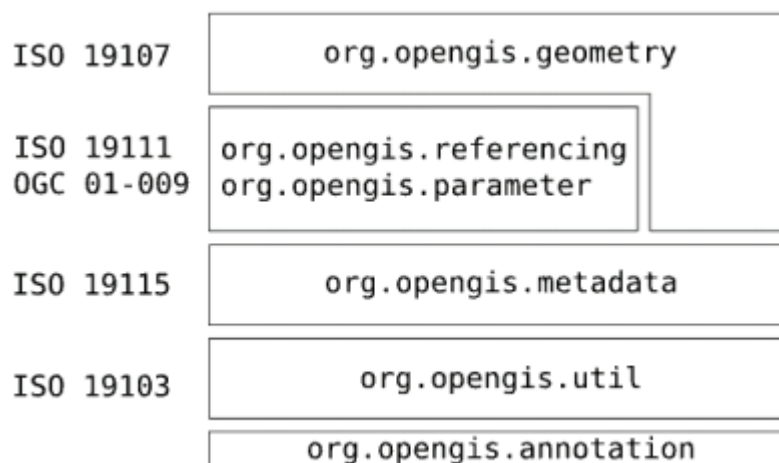 ISO 19107 org.opengis.geometry
ISO 19111 org.opengis.referencing
OGC 01-009 org.opengis.parameter
ISO 19115 org.opengis.metadata
ISO 19103 org.opengis.util
org.opengis.annotation